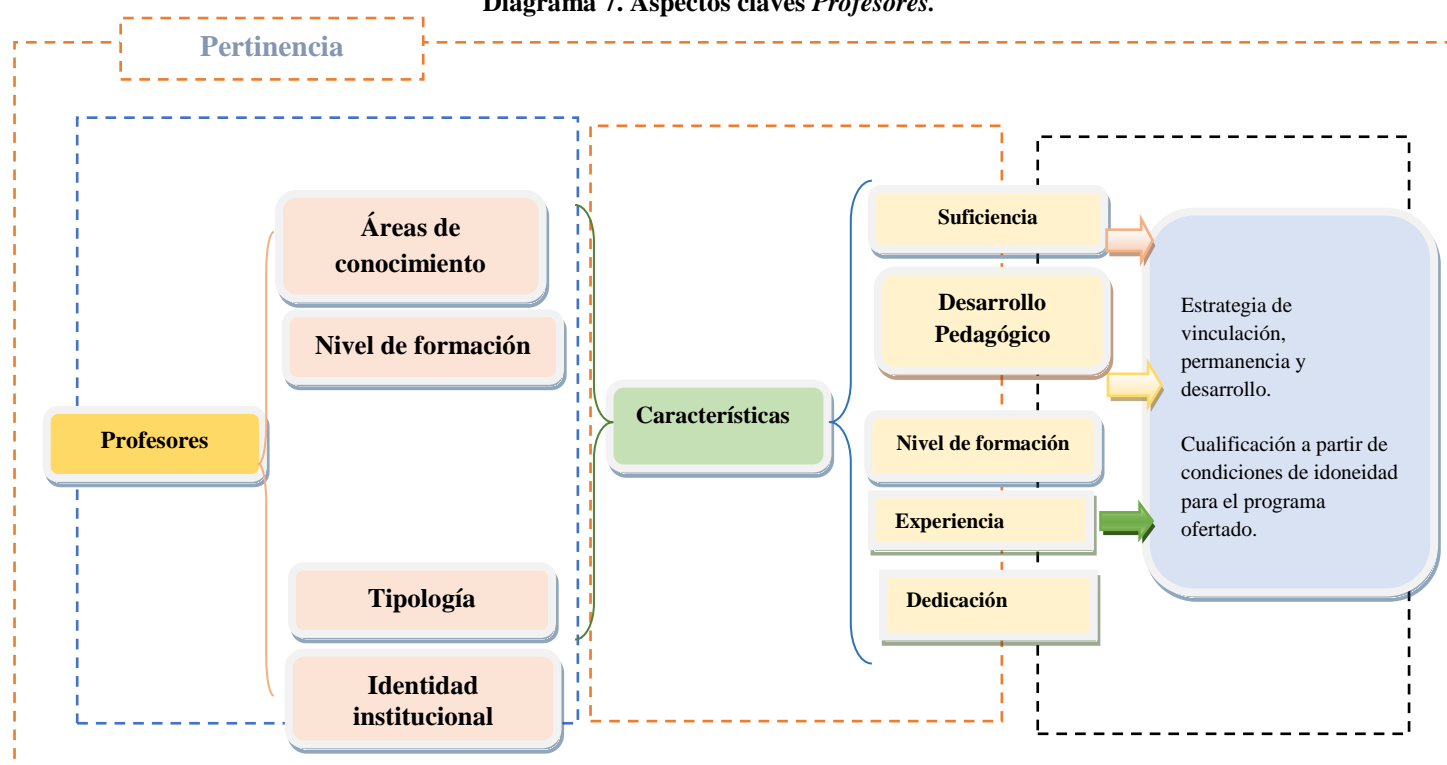 Diagrama 7. Aspectos claves Profesores.
Pertinencia
Profesores
Áreas de
conocimiento
Nivel de formación
Tipología
Identidad
institucional
Características
Suficiencia
Desarrollo
Pedagógico
Nivel de formación
Experiencia
Dedicación
Estrategia de
vinculación,
permanencia y
desarrollo.
Cualificación a partir de
condiciones de idoneidad
para el programa
ofertado.